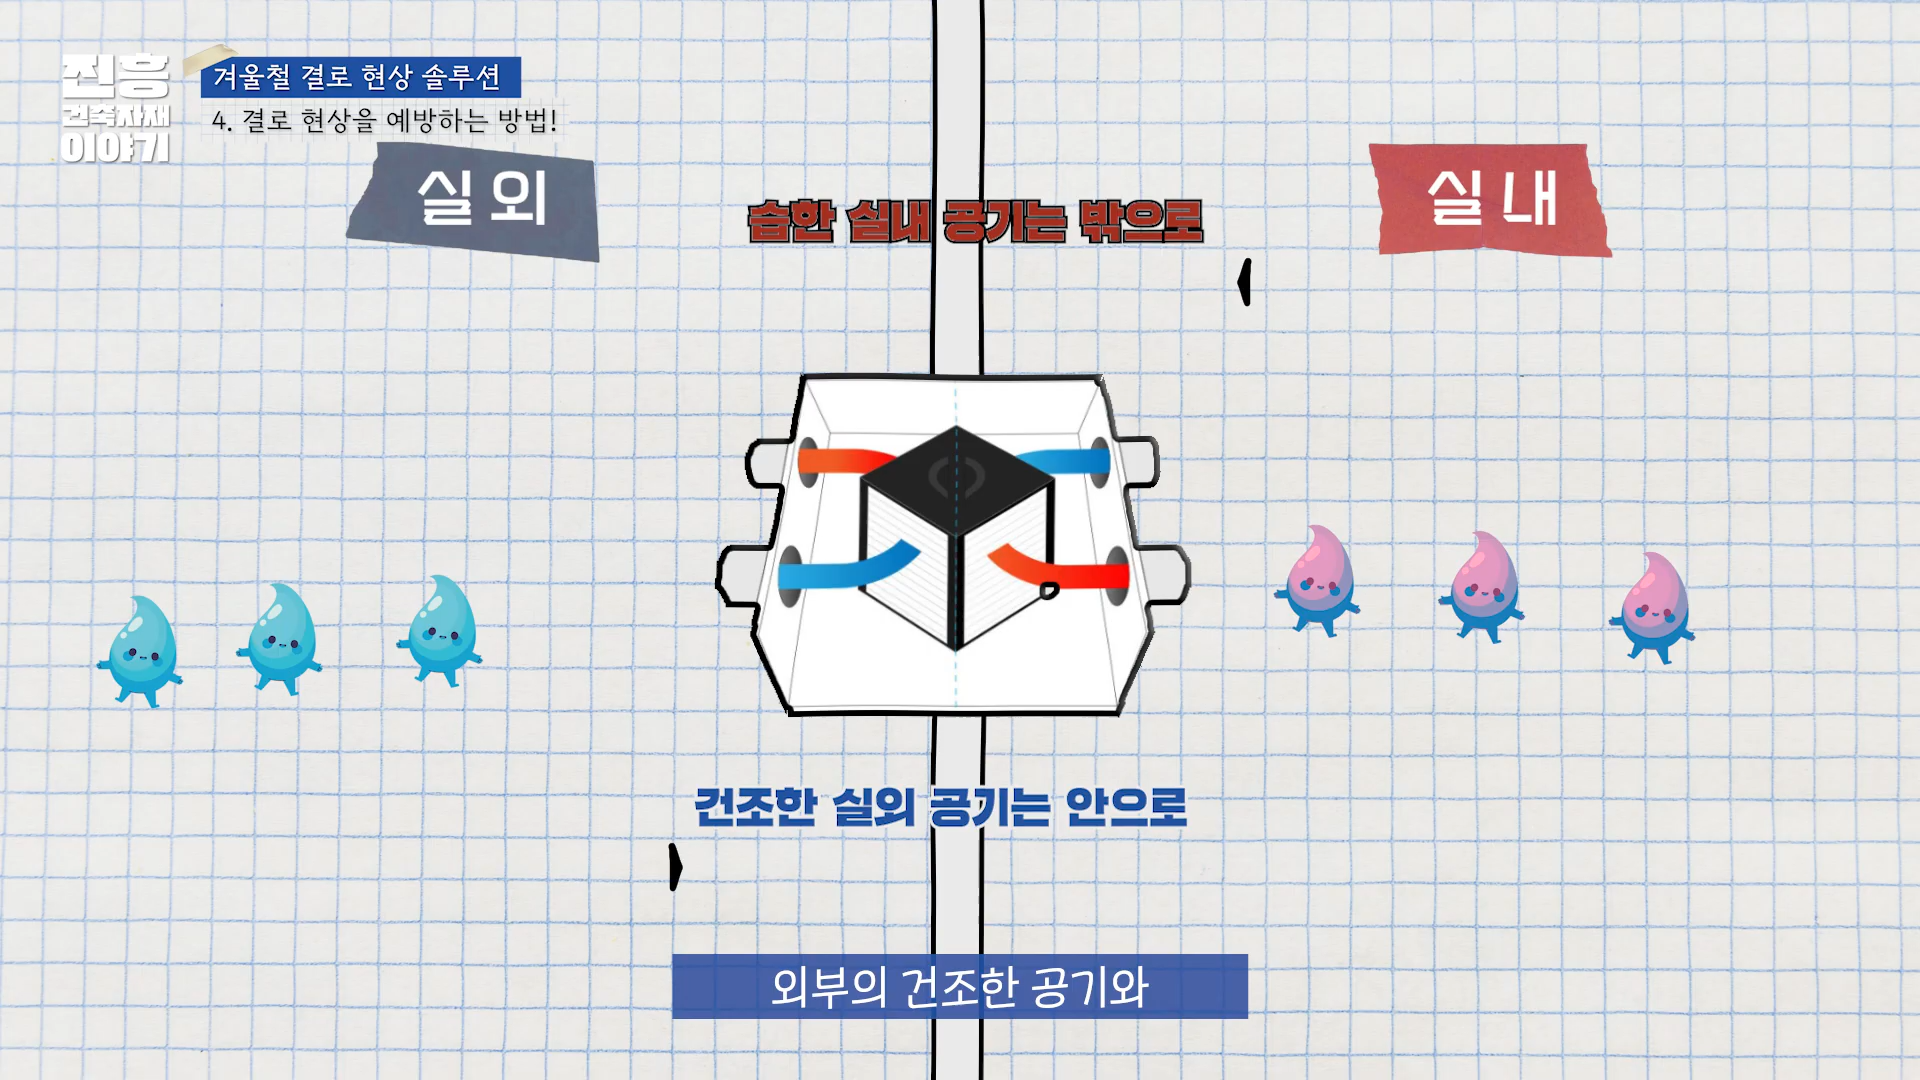 진흥
건축자재
이야기
겨울철 결로 현상 솔루션
4. 결로 현상을 예방하는 방법!
실외
실내
습한 실내 공기는 밖으로
건조한 실외 공기는 안으로
외부의 건조한 공기와